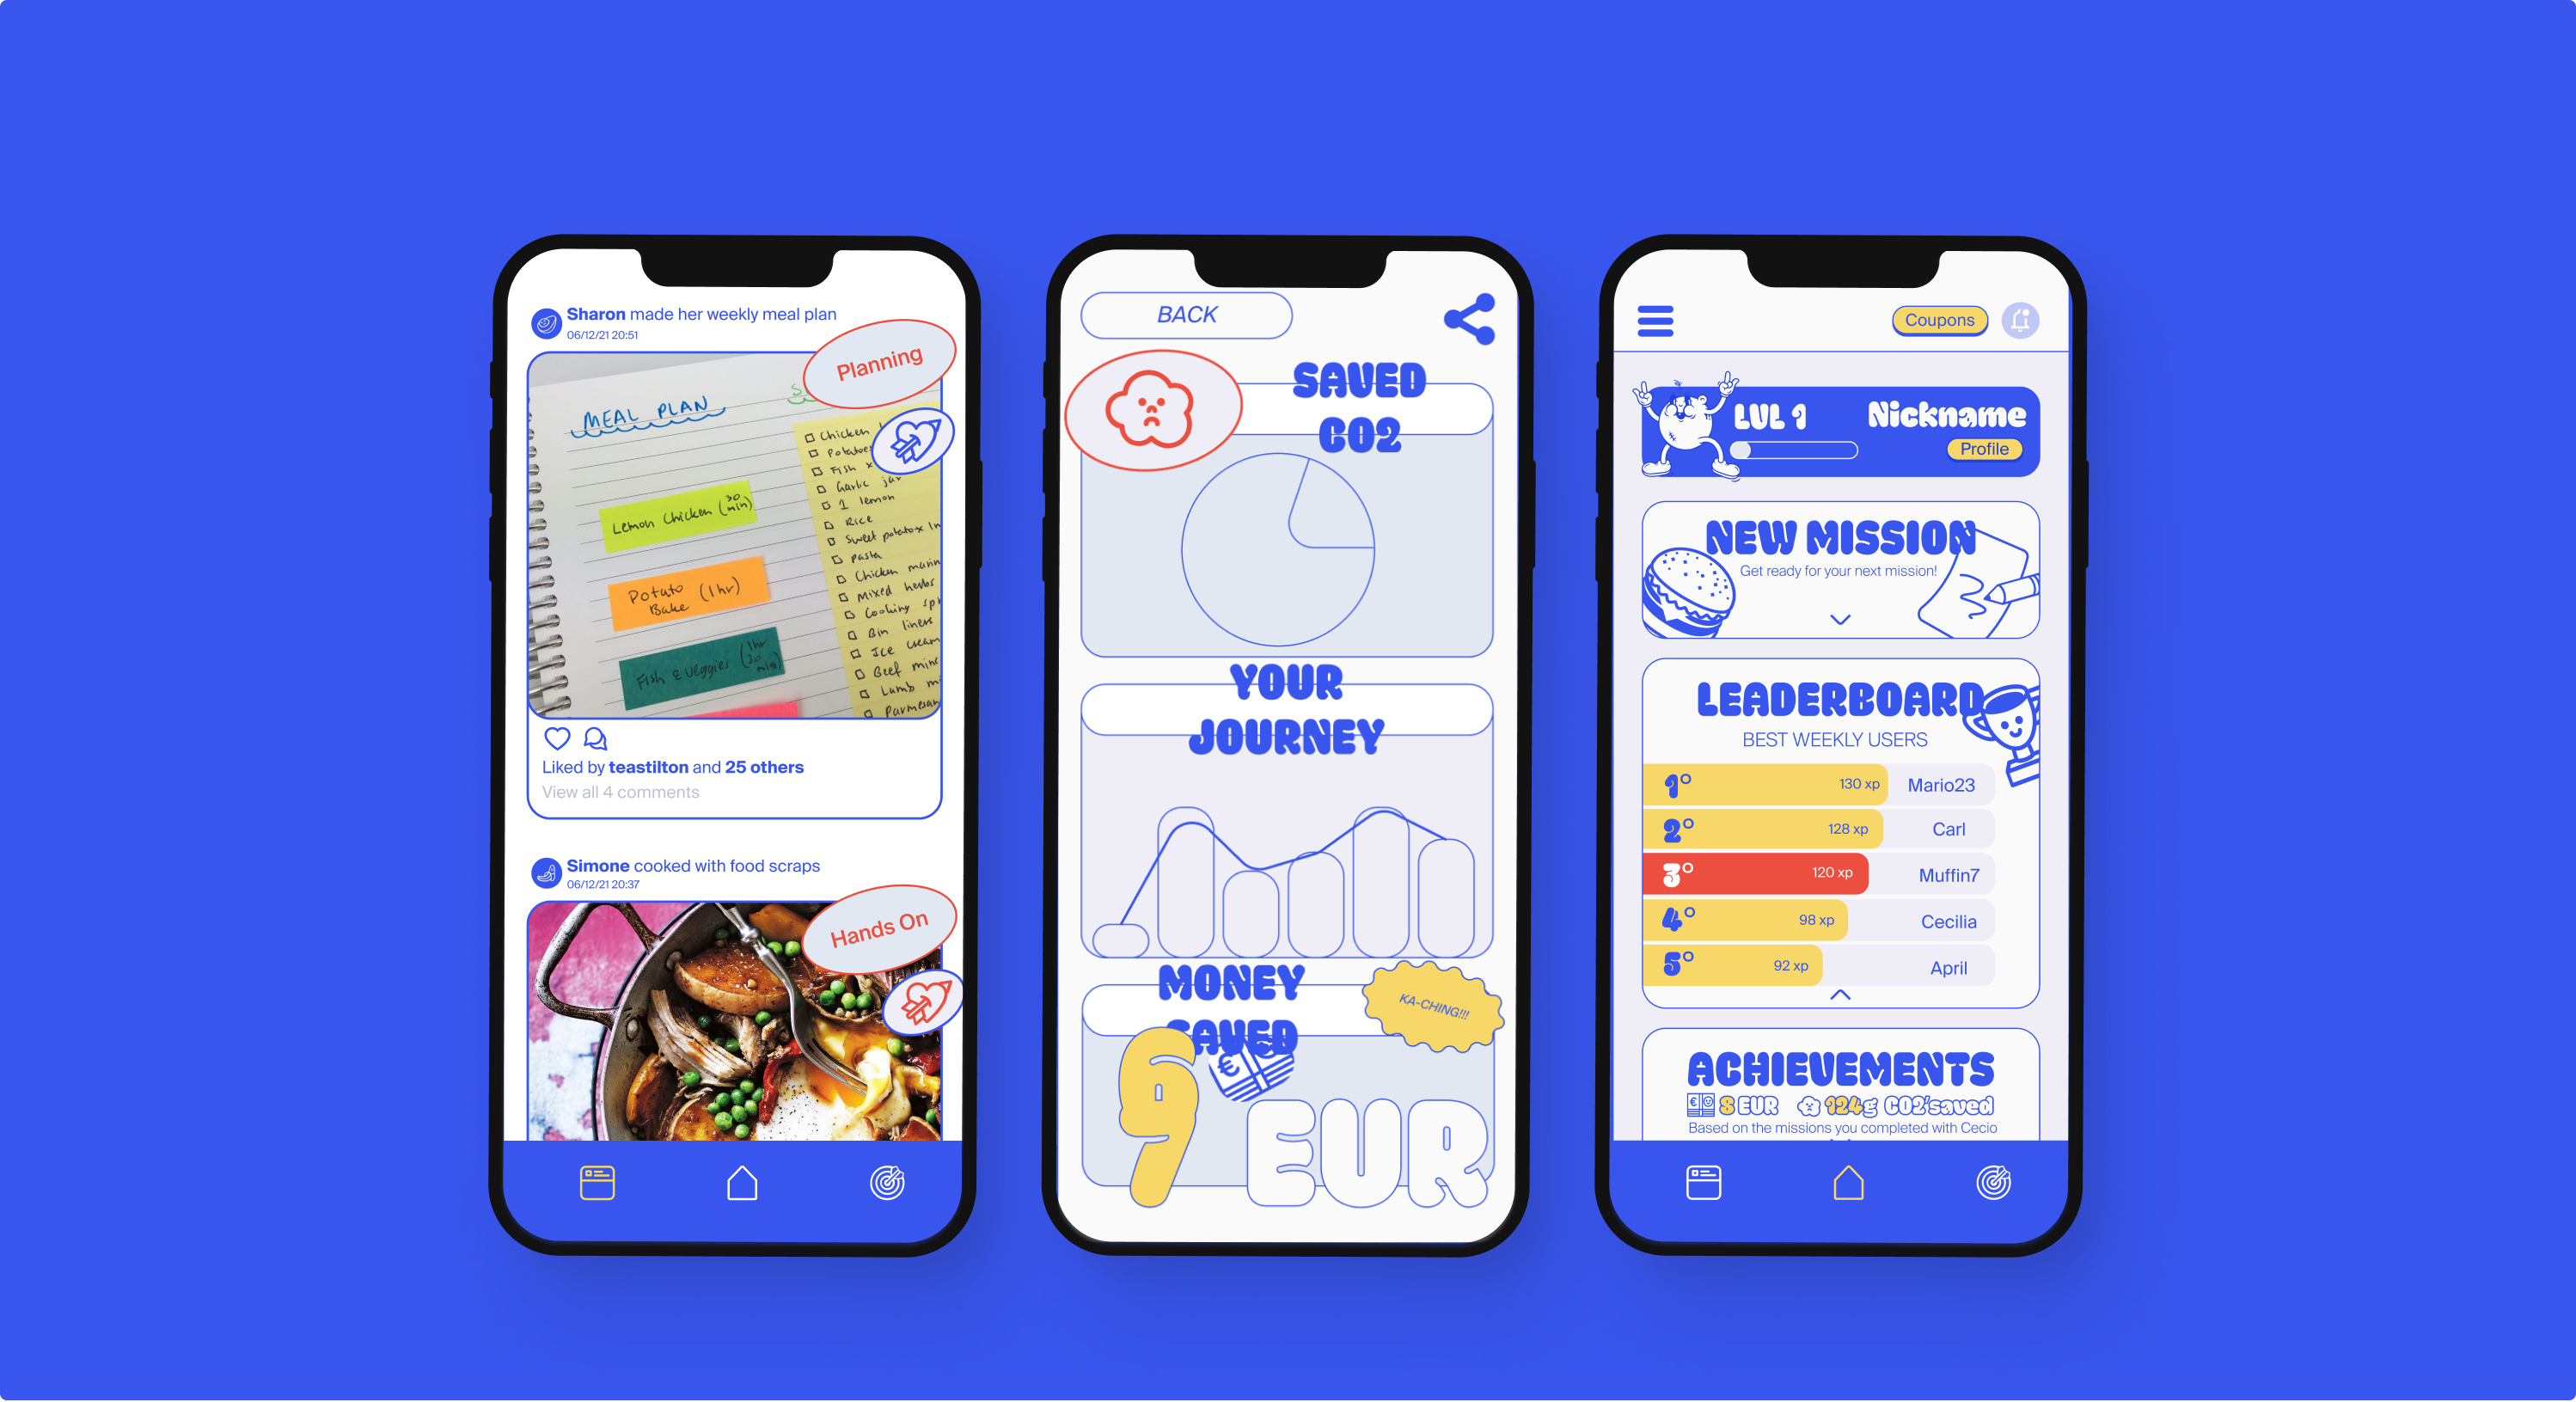 Sharon made her weekly meal plan
06/12/21 20:51
Planning
MEAL PLAN
Lemon Chicken (30 min)
Potato Bake (1hr)
Fish & Veggies (1hr 30 min)
Chicken
Potatoes
Fish x
Garlic jar
1 lemon
Rice
Sweet potato x
Pasta
Chicken
Mixed herbs
Cooking
Bin liners
Ice cream
Beef
Lamb
Parmesan
Liked by teastilton and 25 others
View all 4 comments
Simone cooked with food scraps
06/12/21 20:37
Hands On
BACK
SAVED
CO2
YOUR
JOURNEY
MONEY
SAVED
KA-CHING!!!
€
EUR
Coupons
LVL 1
Nickname
Profile
NEW MISSION
Get ready for your next mission!
LEADERBOARD
BEST WEEKLY USERS
1° 130 xp Mario23
2° 128 xp Carl
3° 120 xp Muffin7
4° 98 xp Cecilia
5° 92 xp April
ACHIEVEMENTS
€ 8 EUR 124g CO2 saved
Based on the missions you completed with Cecio